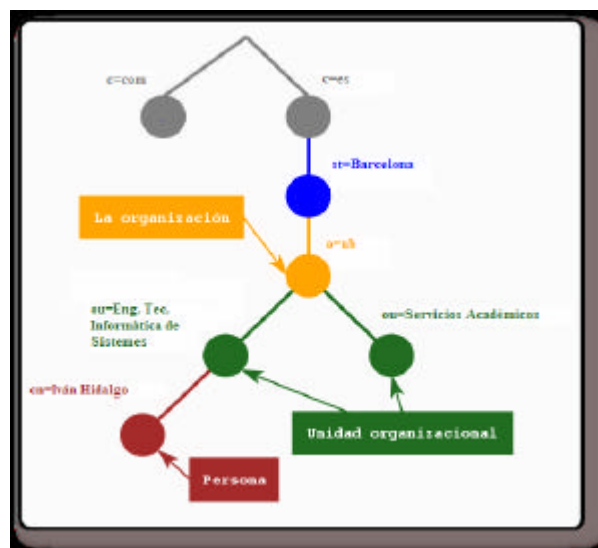 c=com
c=es
st=Barcelona
La organización
o=ub
ou=Eng. Tec.
Informática de
Sistemes
ou=Servicios Académicos
cn=Iván Hidalgo
Unidad organizacional
Persona